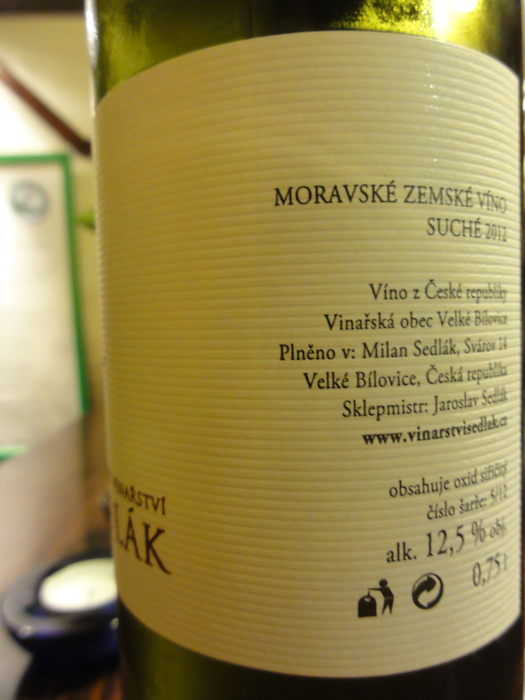 MORAVSKÉ ZEMSKÉ VÍNO
SUCHÉ 2012
Víno z České republiky
Vinařská obec Velké Bílovice
Plněno v: Milan Sedlák, Svárov 14
Velké Bílovice, Česká republika
Sklepmistr: Jaroslav Sedlák
www.vinarstvisedlak.cz
obsahuje oxid siřičitý
číslo šarže: 5/12
alk. 12,5 % obj.
0,75 l
VINAŘSTVÍ
LÁK